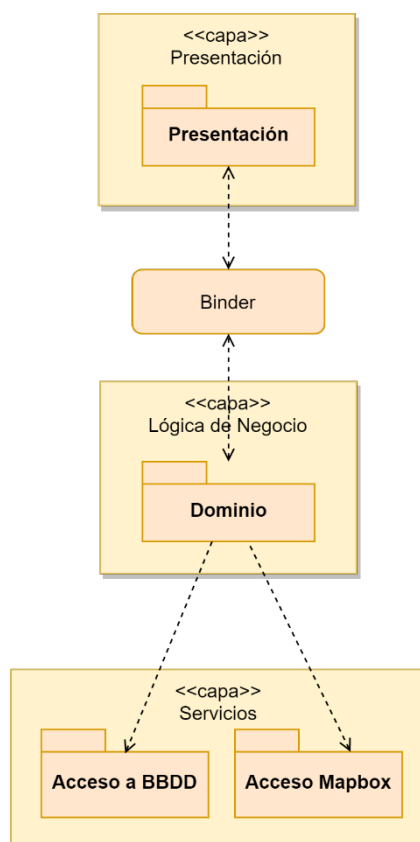 <<capa>>
Presentación
Presentación
Binder
<<capa>>
Lógica de Negocio
Dominio
<<capa>>
Servicios
Acceso a BBDD
Acceso Mapbox